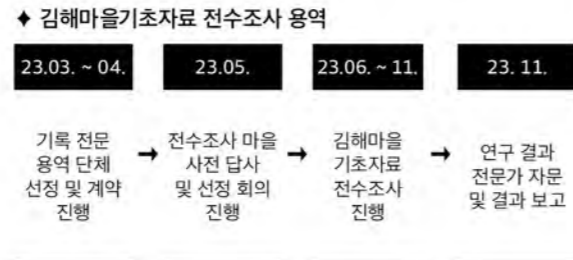 ♦ 김해마을기초자료 전수조사 용역
23.03. ~ 04.
23.05.
23.06. ~ 11.
23. 11.
기록 전문
용역 단체
선정 및 계약
진행
→
전수조사 마을
사전 답사
및 선정 회의
진행
→
김해마을
기초자료
전수조사
진행
→
연구 결과
전문가 자문
및 결과 보고